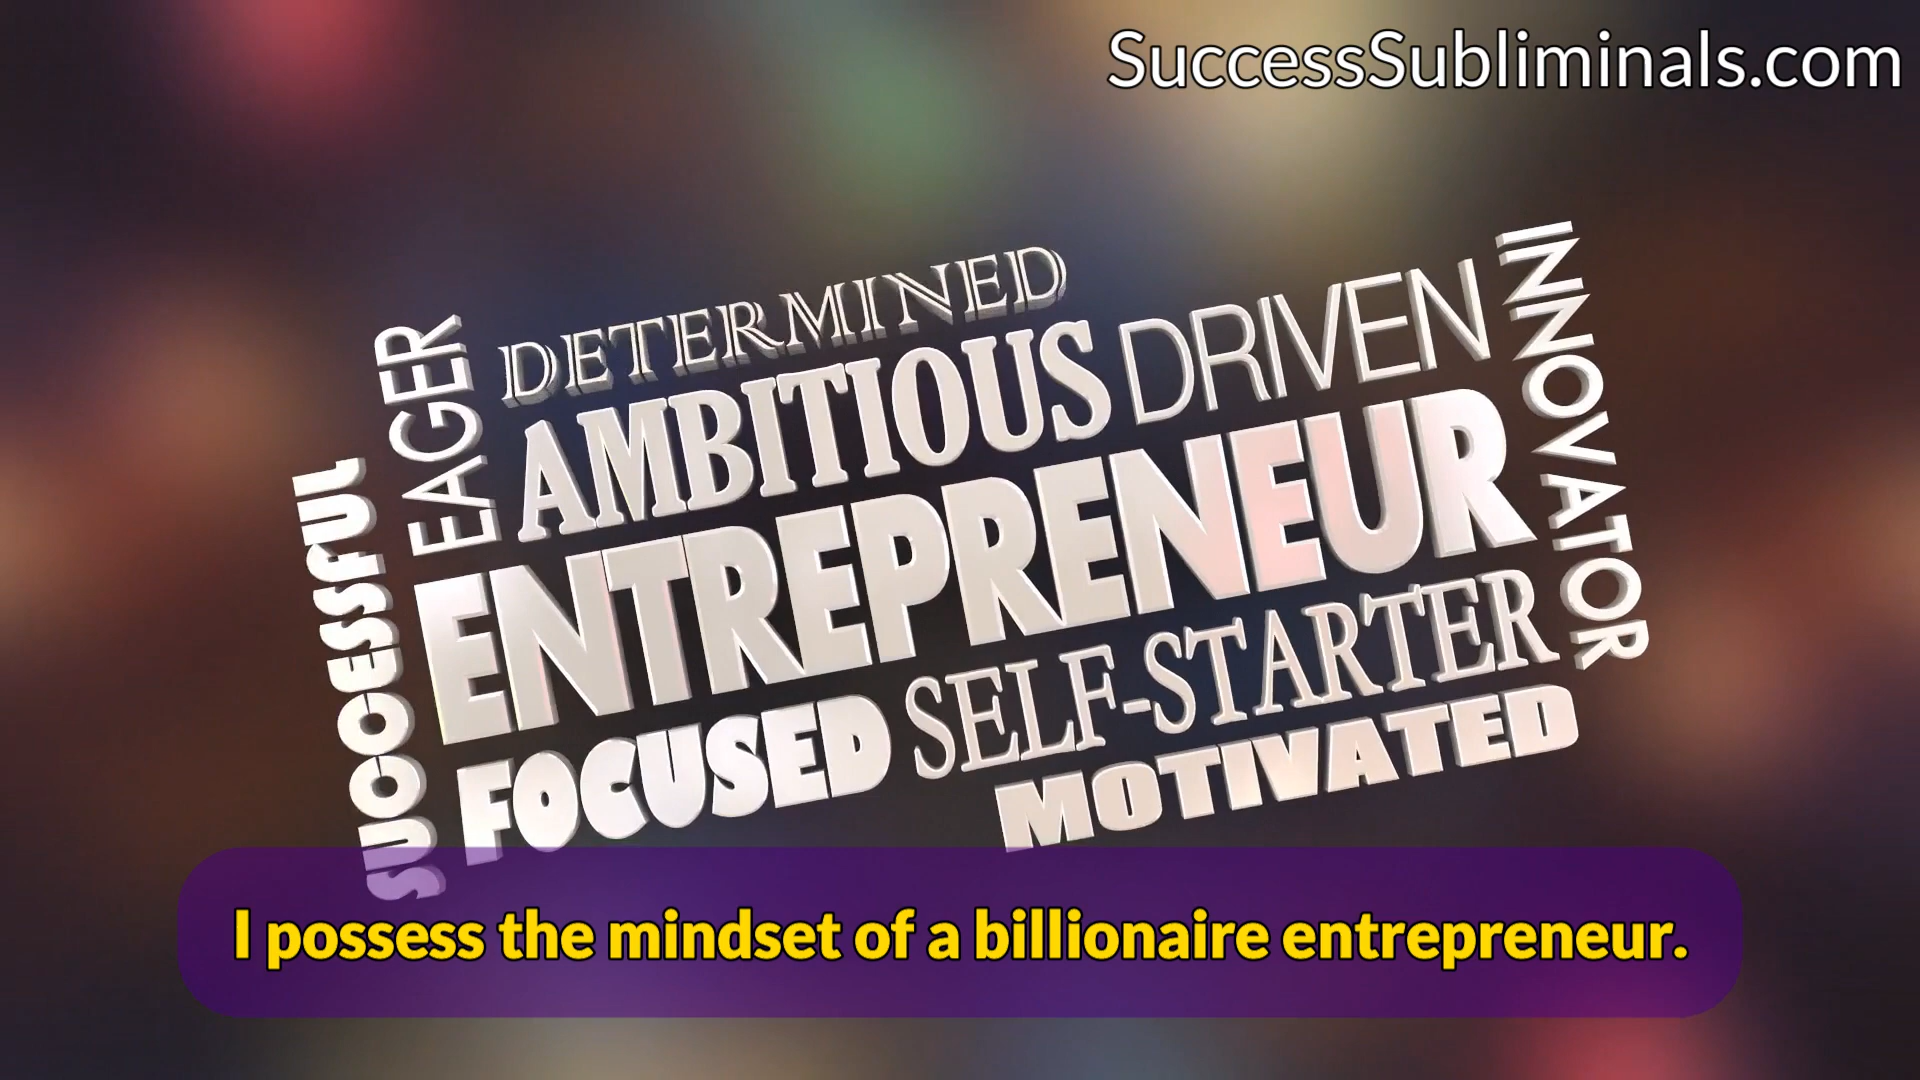 SuccessSubliminals.com
DETERMINED
EAGER
AMBITIOUS
DRIVEN
INNOVATOR
SUCCESSFUL
ENTREPRENEUR
FOCUSED
SELF-STARTER
MOTIVATED
I possess the mindset of a billionaire entrepreneur.